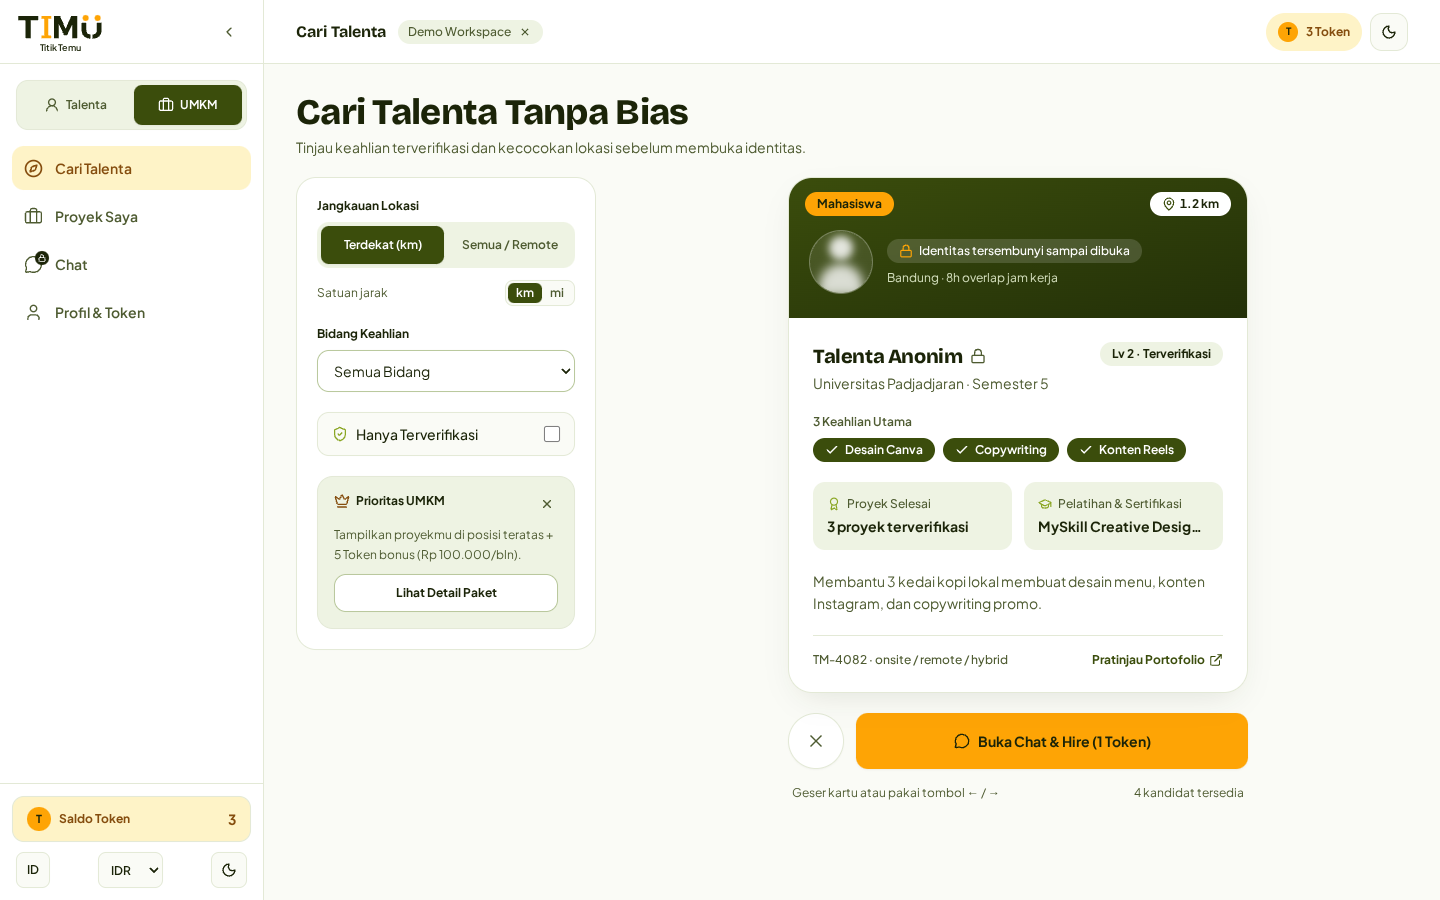 TIMÜ
Titik Temu
Cari Talenta
Demo Workspace
T 3 Token
Talenta
UMKM
Cari Talenta
Proyek Saya
Chat
Profil & Token
Cari Talenta Tanpa Bias
Tinjau keahlian terverifikasi dan kecocokan lokasi sebelum membuka identitas.
Jangkauan Lokasi
Terdekat (km)
Semua / Remote
Satuan jarak
km
mi
Bidang Keahlian
Semua Bidang
Hanya Terverifikasi
Prioritas UMKM
Tampilkan proyekmu di posisi teratas +
5 Token bonus (Rp 100.000/bln).
Lihat Detail Paket
Mahasiswa
1.2 km
Identitas tersembunyi sampai dibuka
Bandung · 8h overlap jam kerja
Talenta Anonim
Lv 2 · Terverifikasi
Universitas Padjadjaran · Semester 5
3 Keahlian Utama
Desain Canva
Copywriting
Konten Reels
Proyek Selesai
3 proyek terverifikasi
Pelatihan & Sertifikasi
MySkill Creative Desig…
Membantu 3 kedai kopi lokal membuat desain menu, konten
Instagram, dan copywriting promo.
TM-4082 · onsite / remote / hybrid
Pratinjau Portofolio
Buka Chat & Hire (1 Token)
Geser kartu atau pakai tombol ← / →
4 kandidat tersedia
T Saldo Token 3
ID
IDR